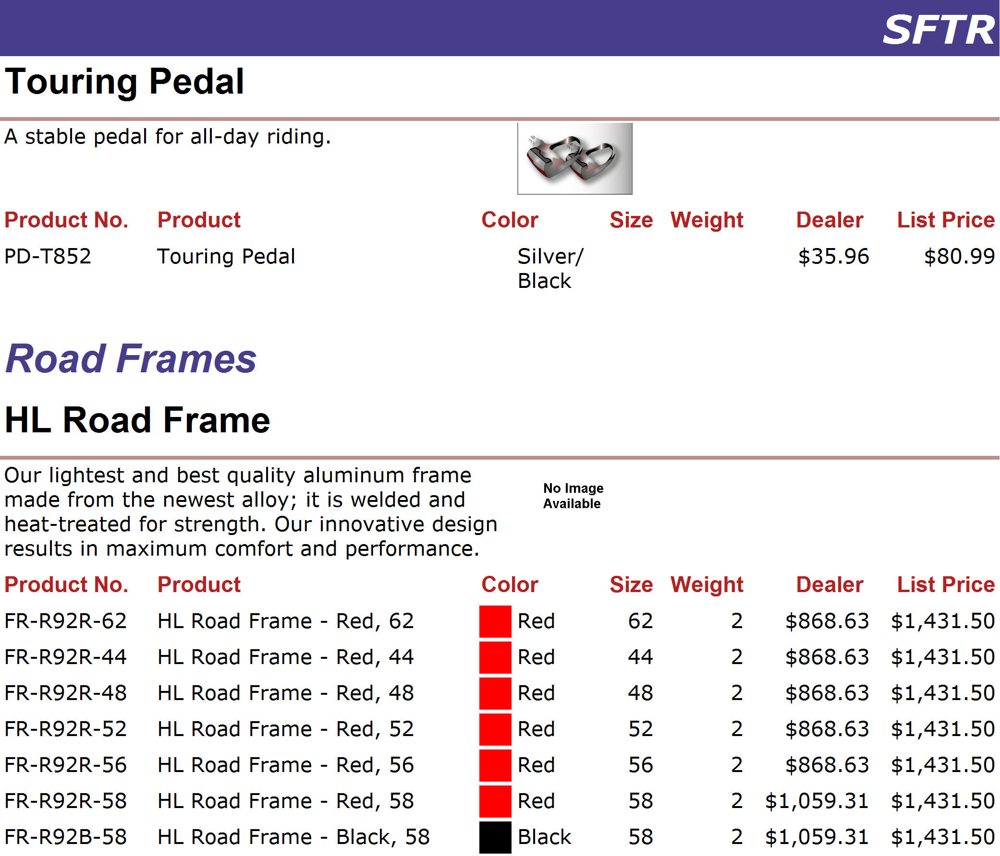 SFTR
Touring Pedal
A stable pedal for all-day riding.
Product No. Product Color Size Weight Dealer List Price
PD-T852 Touring Pedal Silver/ $35.96 $80.99
Black
Road Frames
HL Road Frame
Our lightest and best quality aluminum frame
made from the newest alloy; it is welded and
heat-treated for strength. Our innovative design
results in maximum comfort and performance.
No Image
Available
Product No. Product Color Size Weight Dealer List Price
FR-R92R-62 HL Road Frame - Red, 62 Red 62 2 $868.63 $1,431.50
FR-R92R-44 HL Road Frame - Red, 44 Red 44 2 $868.63 $1,431.50
FR-R92R-48 HL Road Frame - Red, 48 Red 48 2 $868.63 $1,431.50
FR-R92R-52 HL Road Frame - Red, 52 Red 52 2 $868.63 $1,431.50
FR-R92R-56 HL Road Frame - Red, 56 Red 56 2 $868.63 $1,431.50
FR-R92R-58 HL Road Frame - Red, 58 Red 58 2 $1,059.31 $1,431.50
FR-R92B-58 HL Road Frame - Black, 58 Black 58 2 $1,059.31 $1,431.50